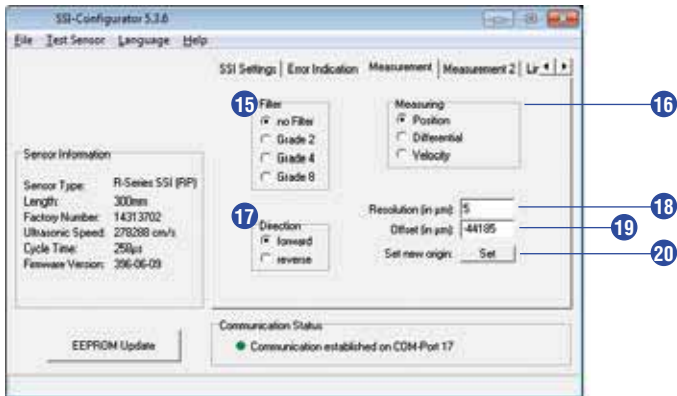 SSI-Configurator 5.3.6
File Test Sensor Language Help
SSI Settings Error Indication Measurement Measurement 2 Lir
15
Filter
no Filter
Grade 2
Grade 4
Grade 8
Measuring
Position
Differential
Velocity
16
Sensor Information
Sensor Type: R-Series SSI (RP)
Length: 300mm
Factory Number: 14313702
Ultrasonic Speed: 278288 cm/s
Cycle Time: 250µs
Firmware Version: 396-06-09
17
Direction
forward
reverse
Resolution (in µm): 5
18
Offset (in µm): -44185
19
Set new origin: Set
20
EEPROM Update
Communication Status
Communication established on COM-Port 17